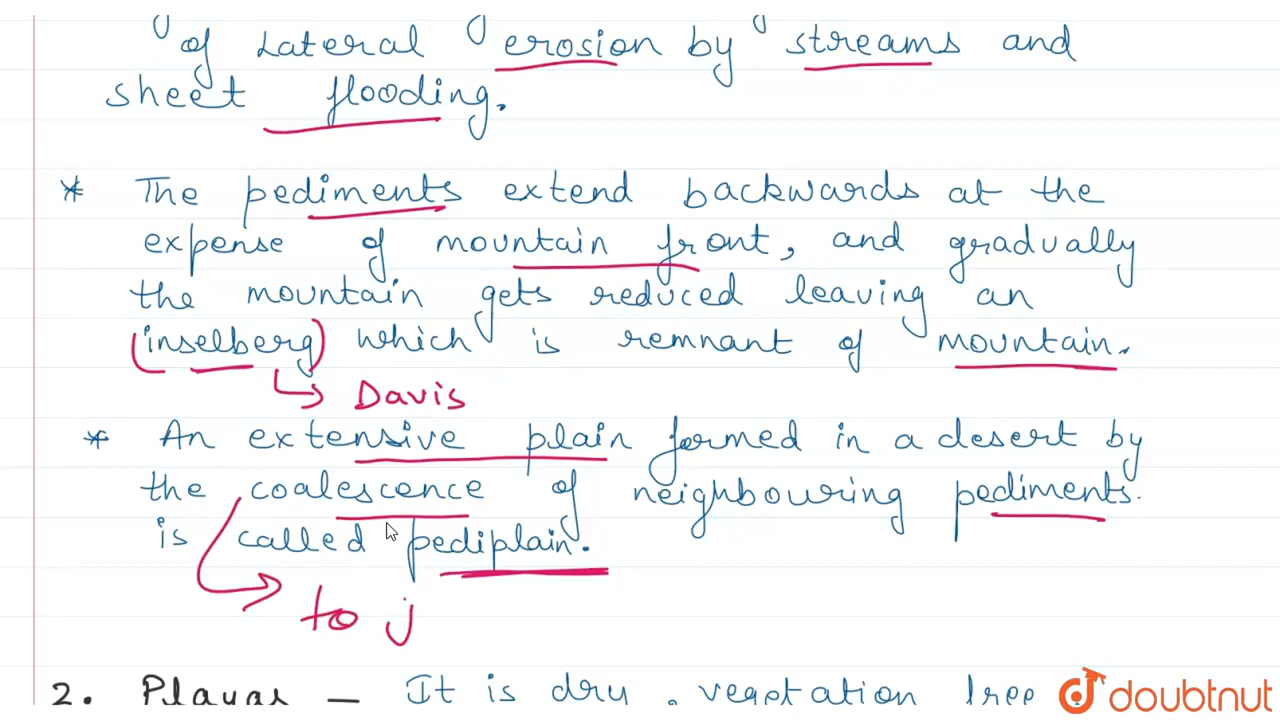 of Lateral erosion by streams and
sheet flooding.
* The pediments extend backwards at the
expense of mountain front, and gradually
the mountain gets reduced leaving an
(inselberg) which is remnant of mountain.
Davis
* An extensive plain formed in a desert by
the coalescence of neighbouring pediments.
is called pediplain.
to j
2. Playas — It is dry, vegetation free
doubtnut